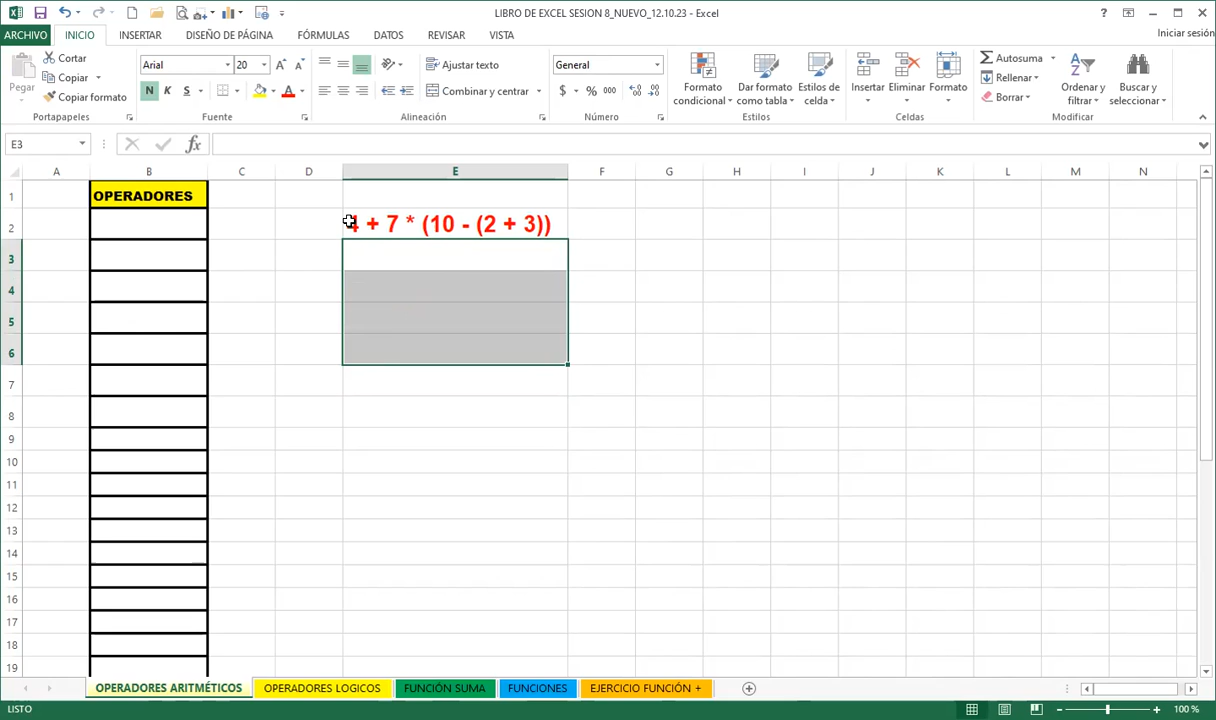 LIBRO DE EXCEL SESION 8_NUEVO_12.10.23 - Excel
ARCHIVO INICIO INSERTAR DISEÑO DE PÁGINA FÓRMULAS DATOS REVISAR VISTA Iniciar sesión
Pegar Cortar Copiar Copiar formato
Arial 20
N K S A A A
Ajustar texto
Combinar y centrar
General
$ % 000
Formato condicional
Dar formato como tabla
Estilos de celda
Insertar Eliminar Formato
Autosuma
Rellenar
Borrar
Ordenar y filtrar
Buscar y seleccionar
Portapapeles Fuente Alineación Número Estilos Celdas Modificar
E3 fx
A B C D E F G H I J K L M N
1 OPERADORES
2 4 + 7 * (10 - (2 + 3))
3
4
5
6
7
8
9
10
11
12
13
14
15
16
17
18
19
OPERADORES ARITMÉTICOS OPERADORES LOGICOS FUNCIÓN SUMA FUNCIONES EJERCICIO FUNCIÓN +
LISTO 100 %